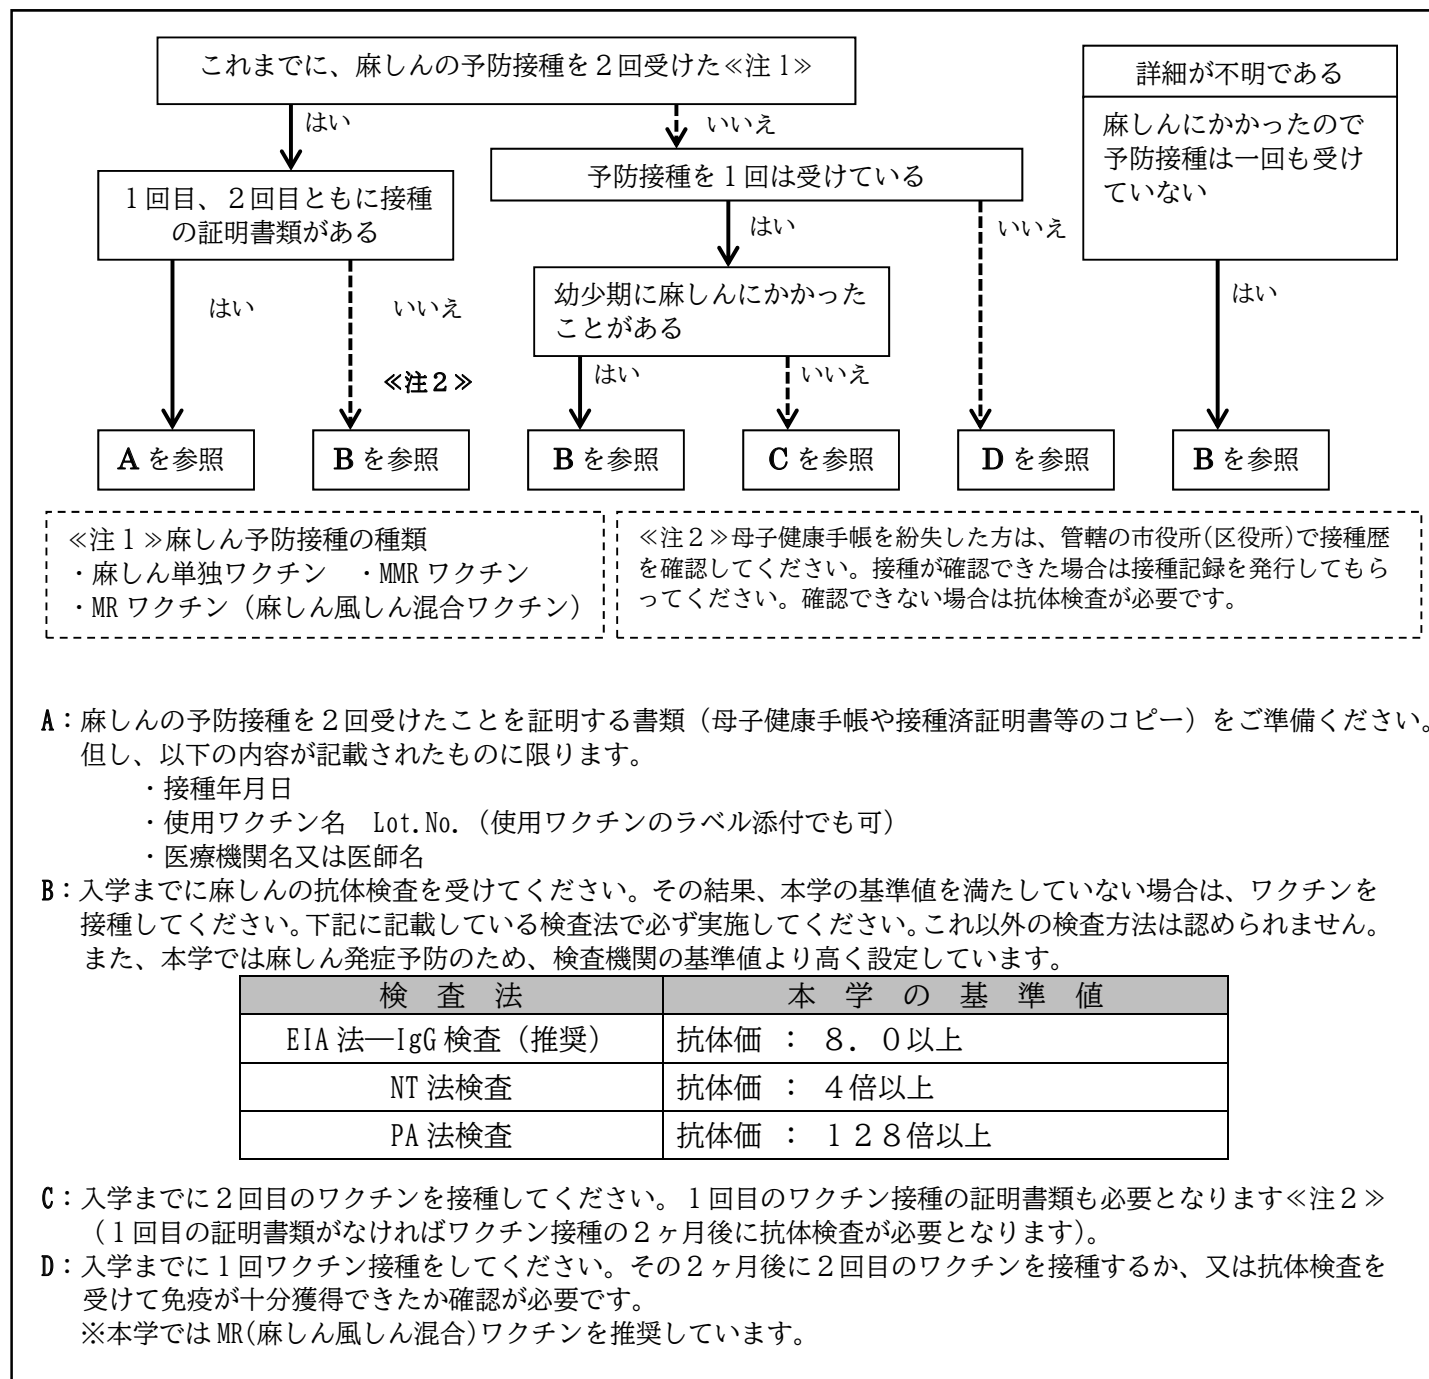 これまでに、麻しんの予防接種を２回受けた≪注１≫
はい
いいえ
詳細が不明である
麻しんにかかったので
予防接種は一回も受け
ていない
予防接種を１回は受けている
１回目、２回目ともに接種
の証明書類がある
はい
いいえ
はい
いいえ
幼少期に麻しんにかかった
ことがある
はい
≪注２≫
はい
いいえ
Aを参照
Bを参照
Bを参照
Cを参照
Dを参照
Bを参照
≪注１≫麻しん予防接種の種類
・麻しん単独ワクチン　・MMRワクチン
・MRワクチン（麻しん風しん混合ワクチン）
≪注２≫母子健康手帳を紛失した方は、管轄の市役所(区役所)で接種歴
を確認してください。接種が確認できた場合は接種記録を発行してもら
ってください。確認できない場合は抗体検査が必要です。
A：麻しんの予防接種を２回受けたことを証明する書類（母子健康手帳や接種済証明書等のコピー）をご準備ください。
但し、以下の内容が記載されたものに限ります。
・接種年月日
・使用ワクチン名　Lot.No.（使用ワクチンのラベル添付でも可）
・医療機関名又は医師名
B：入学までに麻しんの抗体検査を受けてください。その結果、本学の基準値を満たしていない場合は、ワクチンを
接種してください。下記に記載している検査法で必ず実施してください。これ以外の検査方法は認められません。
また、本学では麻しん発症予防のため、検査機関の基準値より高く設定しています。
検　査　法　本　学　の　基　準　値
EIA法―IgG検査（推奨）　抗体価　：　８．０以上
NT法検査　抗体価　：　４倍以上
PA法検査　抗体価　：　１２８倍以上
C：入学までに２回目のワクチンを接種してください。１回目のワクチン接種の証明書類も必要となります≪注２≫
（１回目の証明書類がなければワクチン接種の２ヶ月後に抗体検査が必要となります）。
D：入学までに１回ワクチン接種をしてください。その２ヶ月後に２回目のワクチンを接種するか、又は抗体検査を
受けて免疫が十分獲得できたか確認が必要です。
※本学ではMR(麻しん風しん混合)ワクチンを推奨しています。